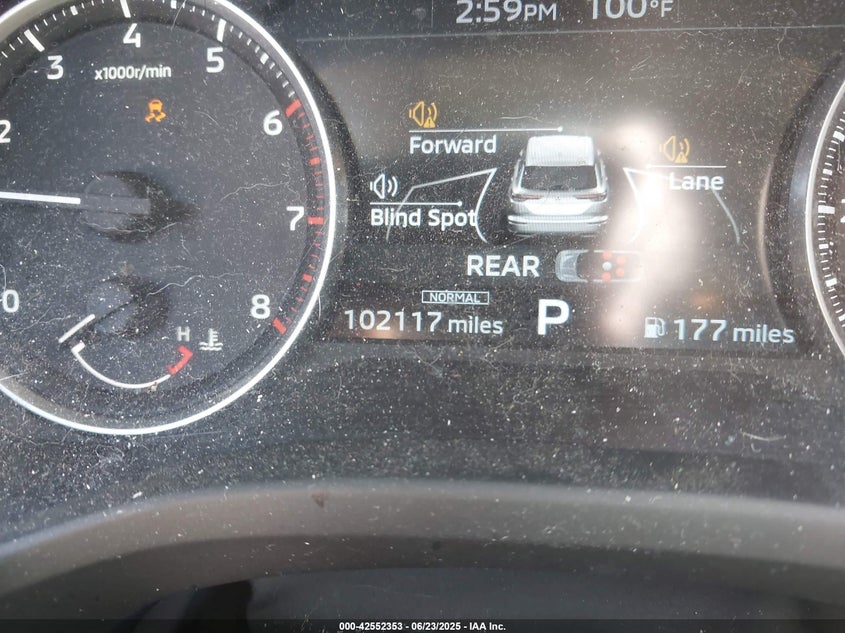 2:59PM 100°F
4
3
5
x1000r/min
2
6
Forward
Lane
Blind Spot
7
REAR
0
8
NORMAL
H
102117 miles
P
177 miles
000-42552353 - 06/23/2025 - IAA Inc.